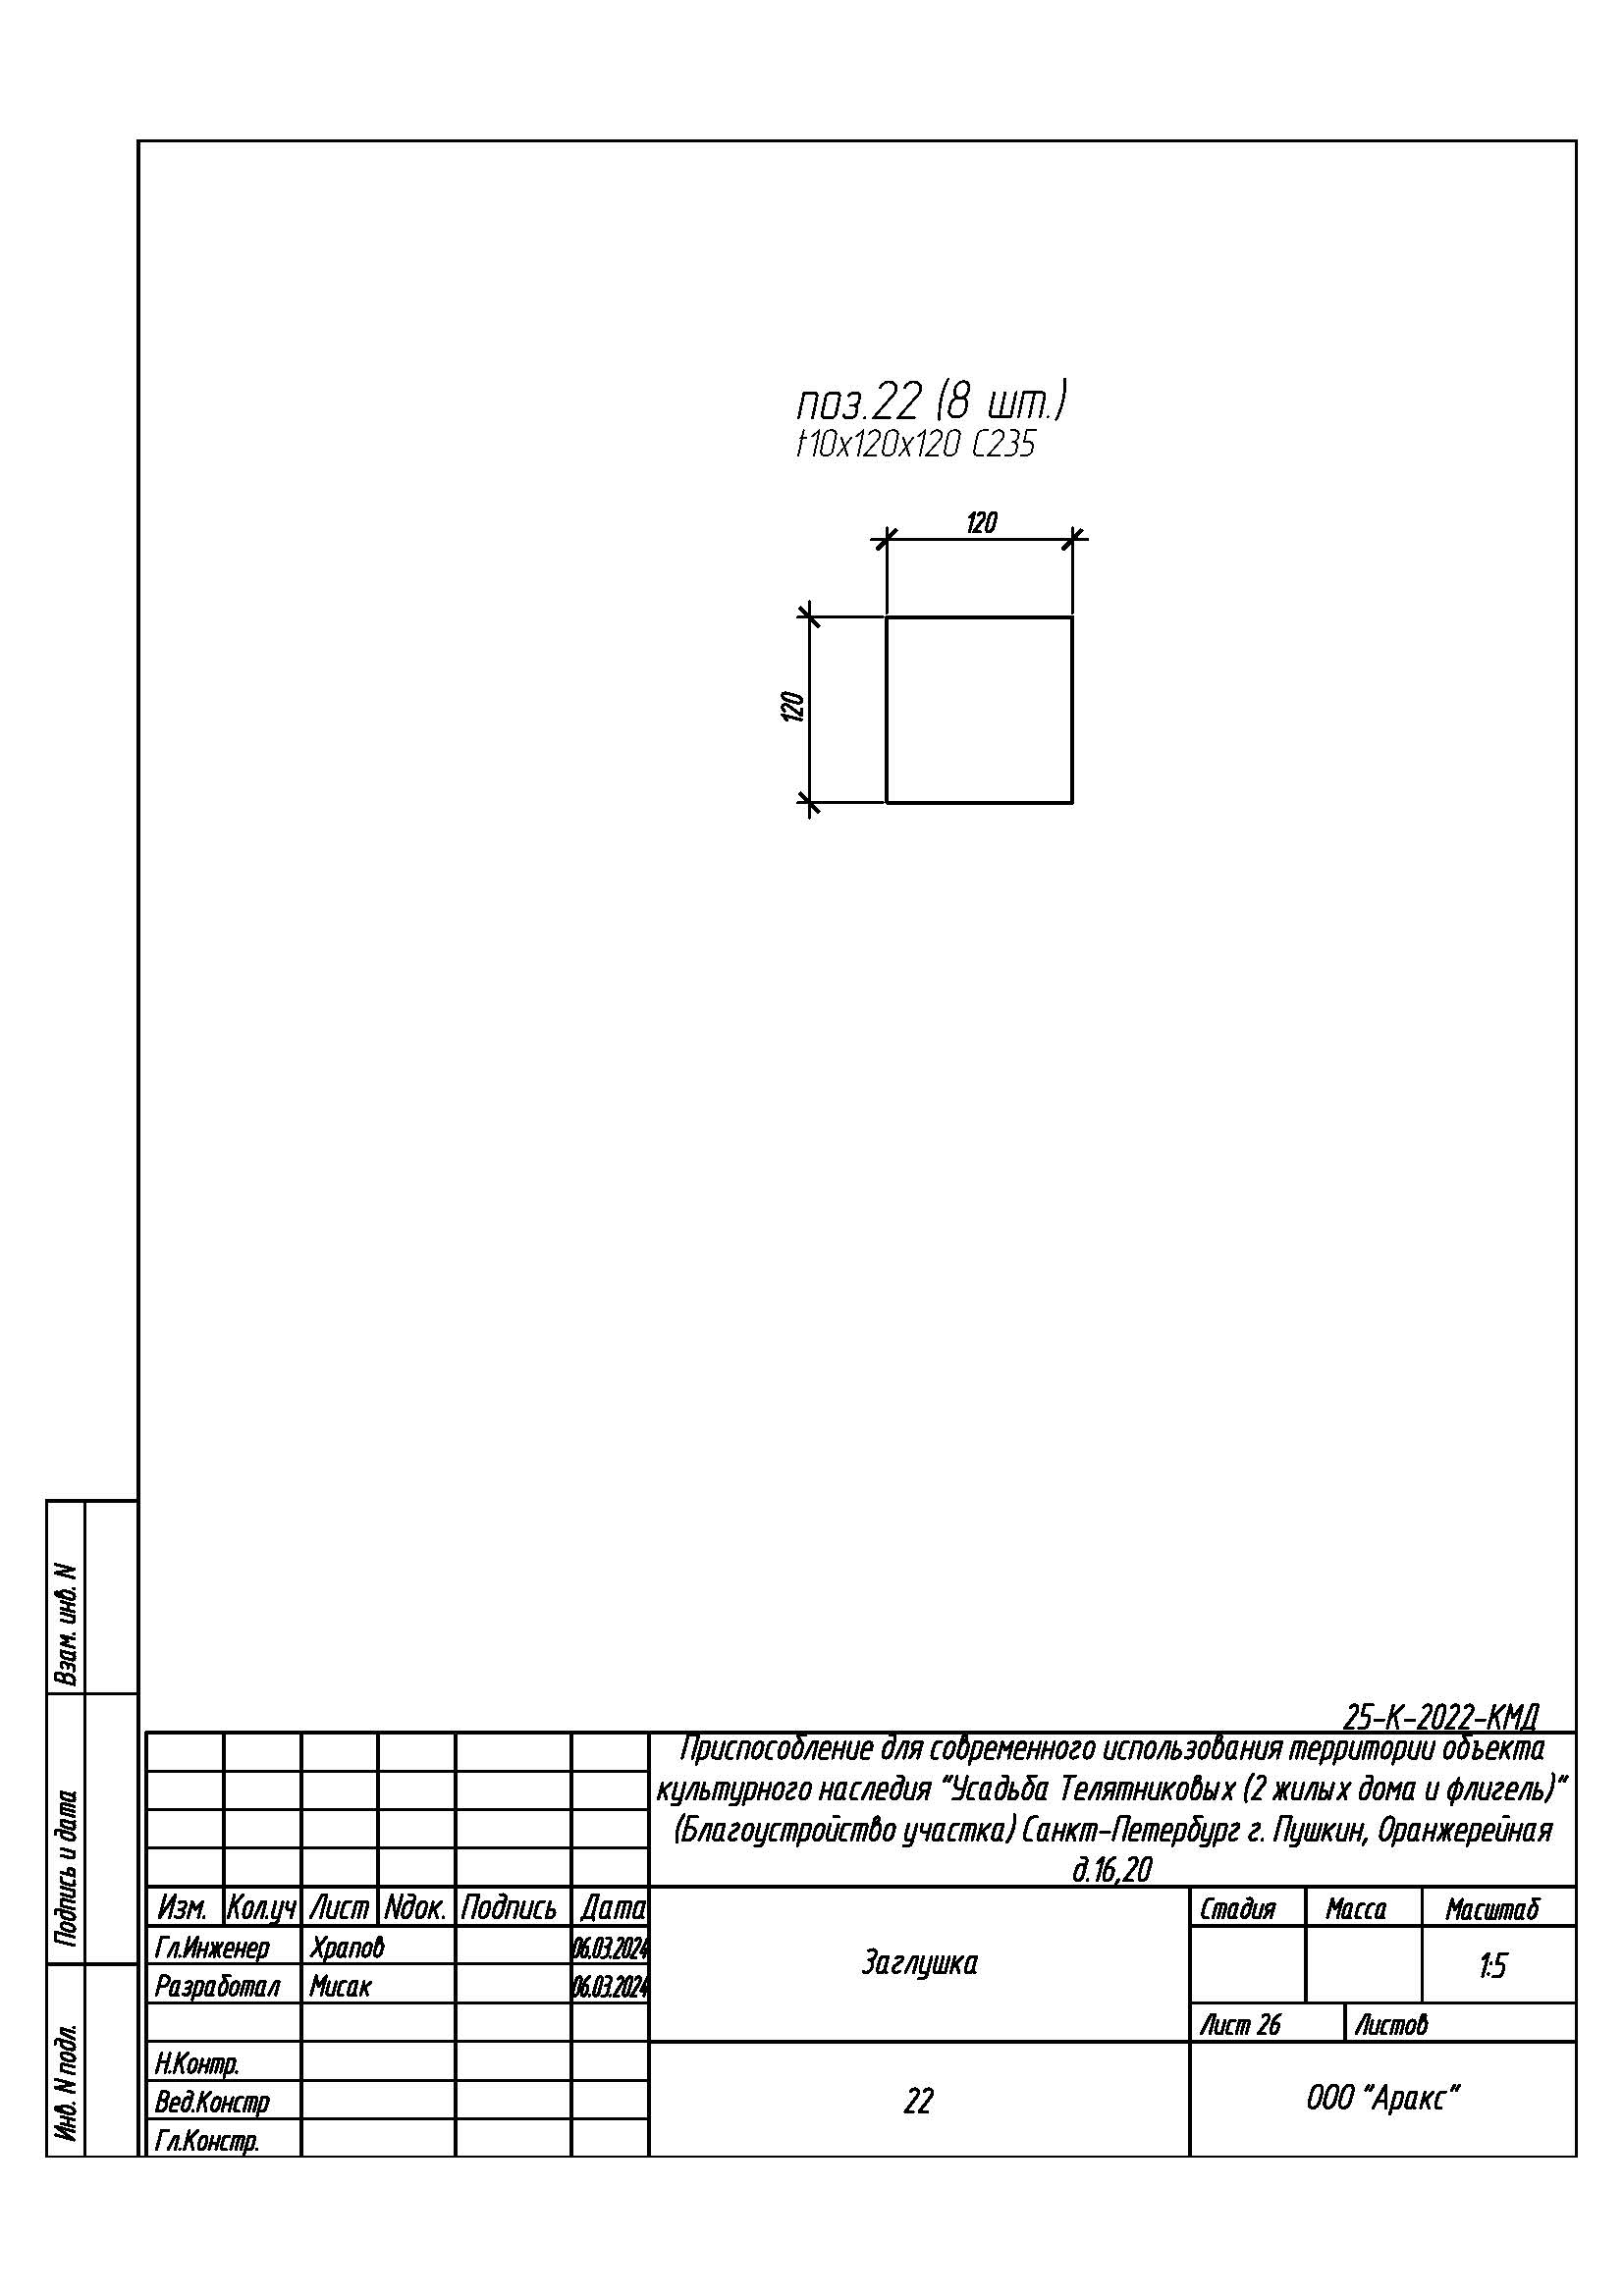 поз.22 (8 шт.)
t10x120x120 С235
120
120
25-К-2022-КМД
Приспособление для современного использования территории объекта
культурного наследия "Усадьба Телятниковых (2 жилых дома и флигель)"
(Благоустройство участка) Санкт-Петербург г. Пушкин, Оранжерейная
д.16,20
Изм. Кол.уч Лист Nдок. Подпись Дата
Гл.Инженер Храпов 06.03.2024
Разработал Мисак 06.03.2024
Н.Контр.
Вед.Констр
Гл.Констр.
Заглушка
22
Стадия Масса Масштаб
1:5
Лист 26 Листов
ООО "Аракс"
Взам. инв. N
Подпись и дата
Инв. N подл.